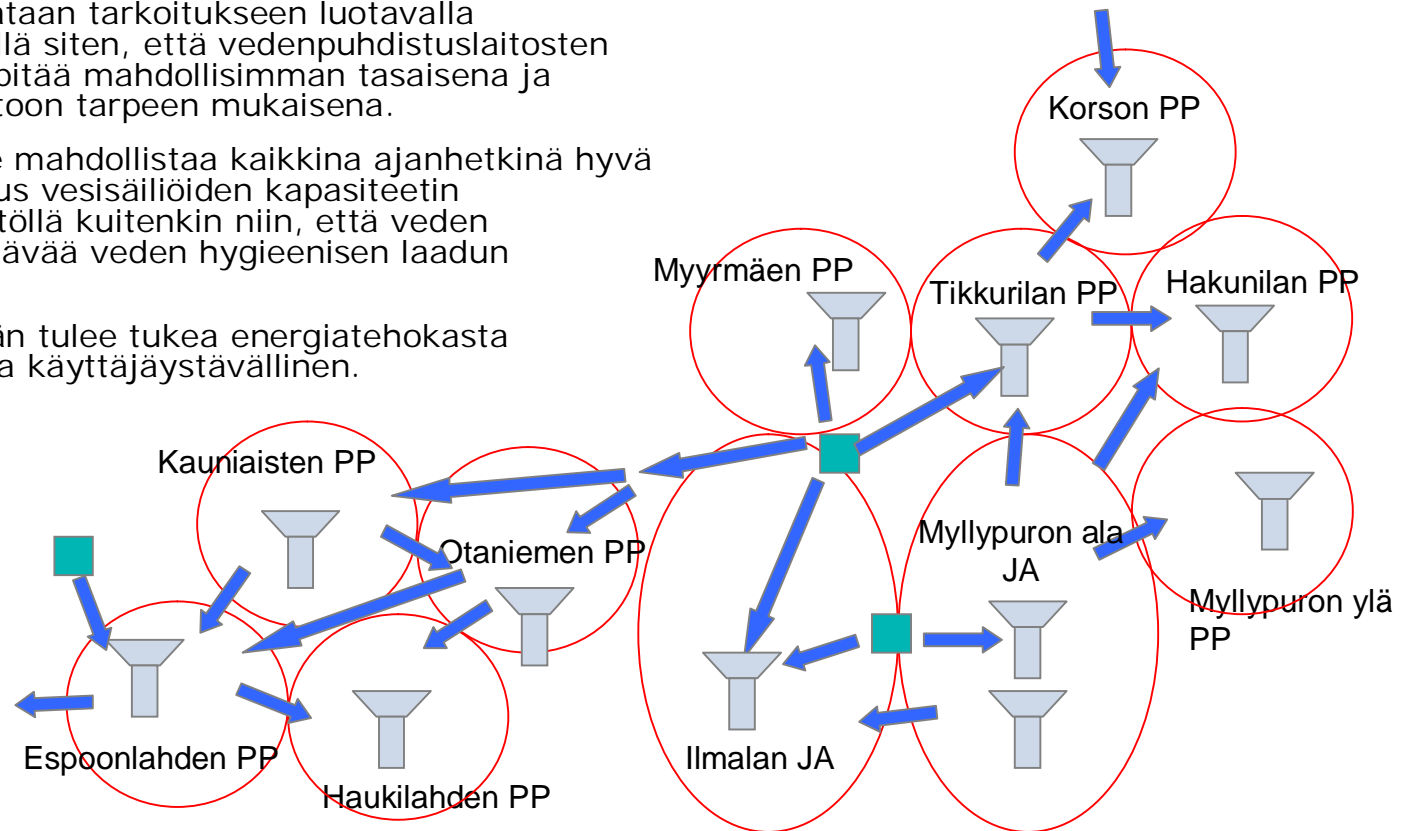 ataan tarkoitukseen luotavalla
llä siten, että vedenpuhdistuslaitosten
pitää mahdollisimman tasaisena ja
toon tarpeen mukaisena.
e mahdollistaa kaikkina ajanhetkinä hyvä
us vesisäiliöiden kapasiteetin
töllä kuitenkin niin, että veden
ävää veden hygieenisen laadun
än tulee tukea energiatehokasta
a käyttäjäystävällinen.
Korson PP
Myyrmäen PP
Tikkurilan PP
Hakunilan PP
Kauniaisten PP
Otaniemen PP
Myllypuron ala
JA
Myllypuron ylä
PP
Espoonlahden PP
Haukilahden PP
Ilmalan JA